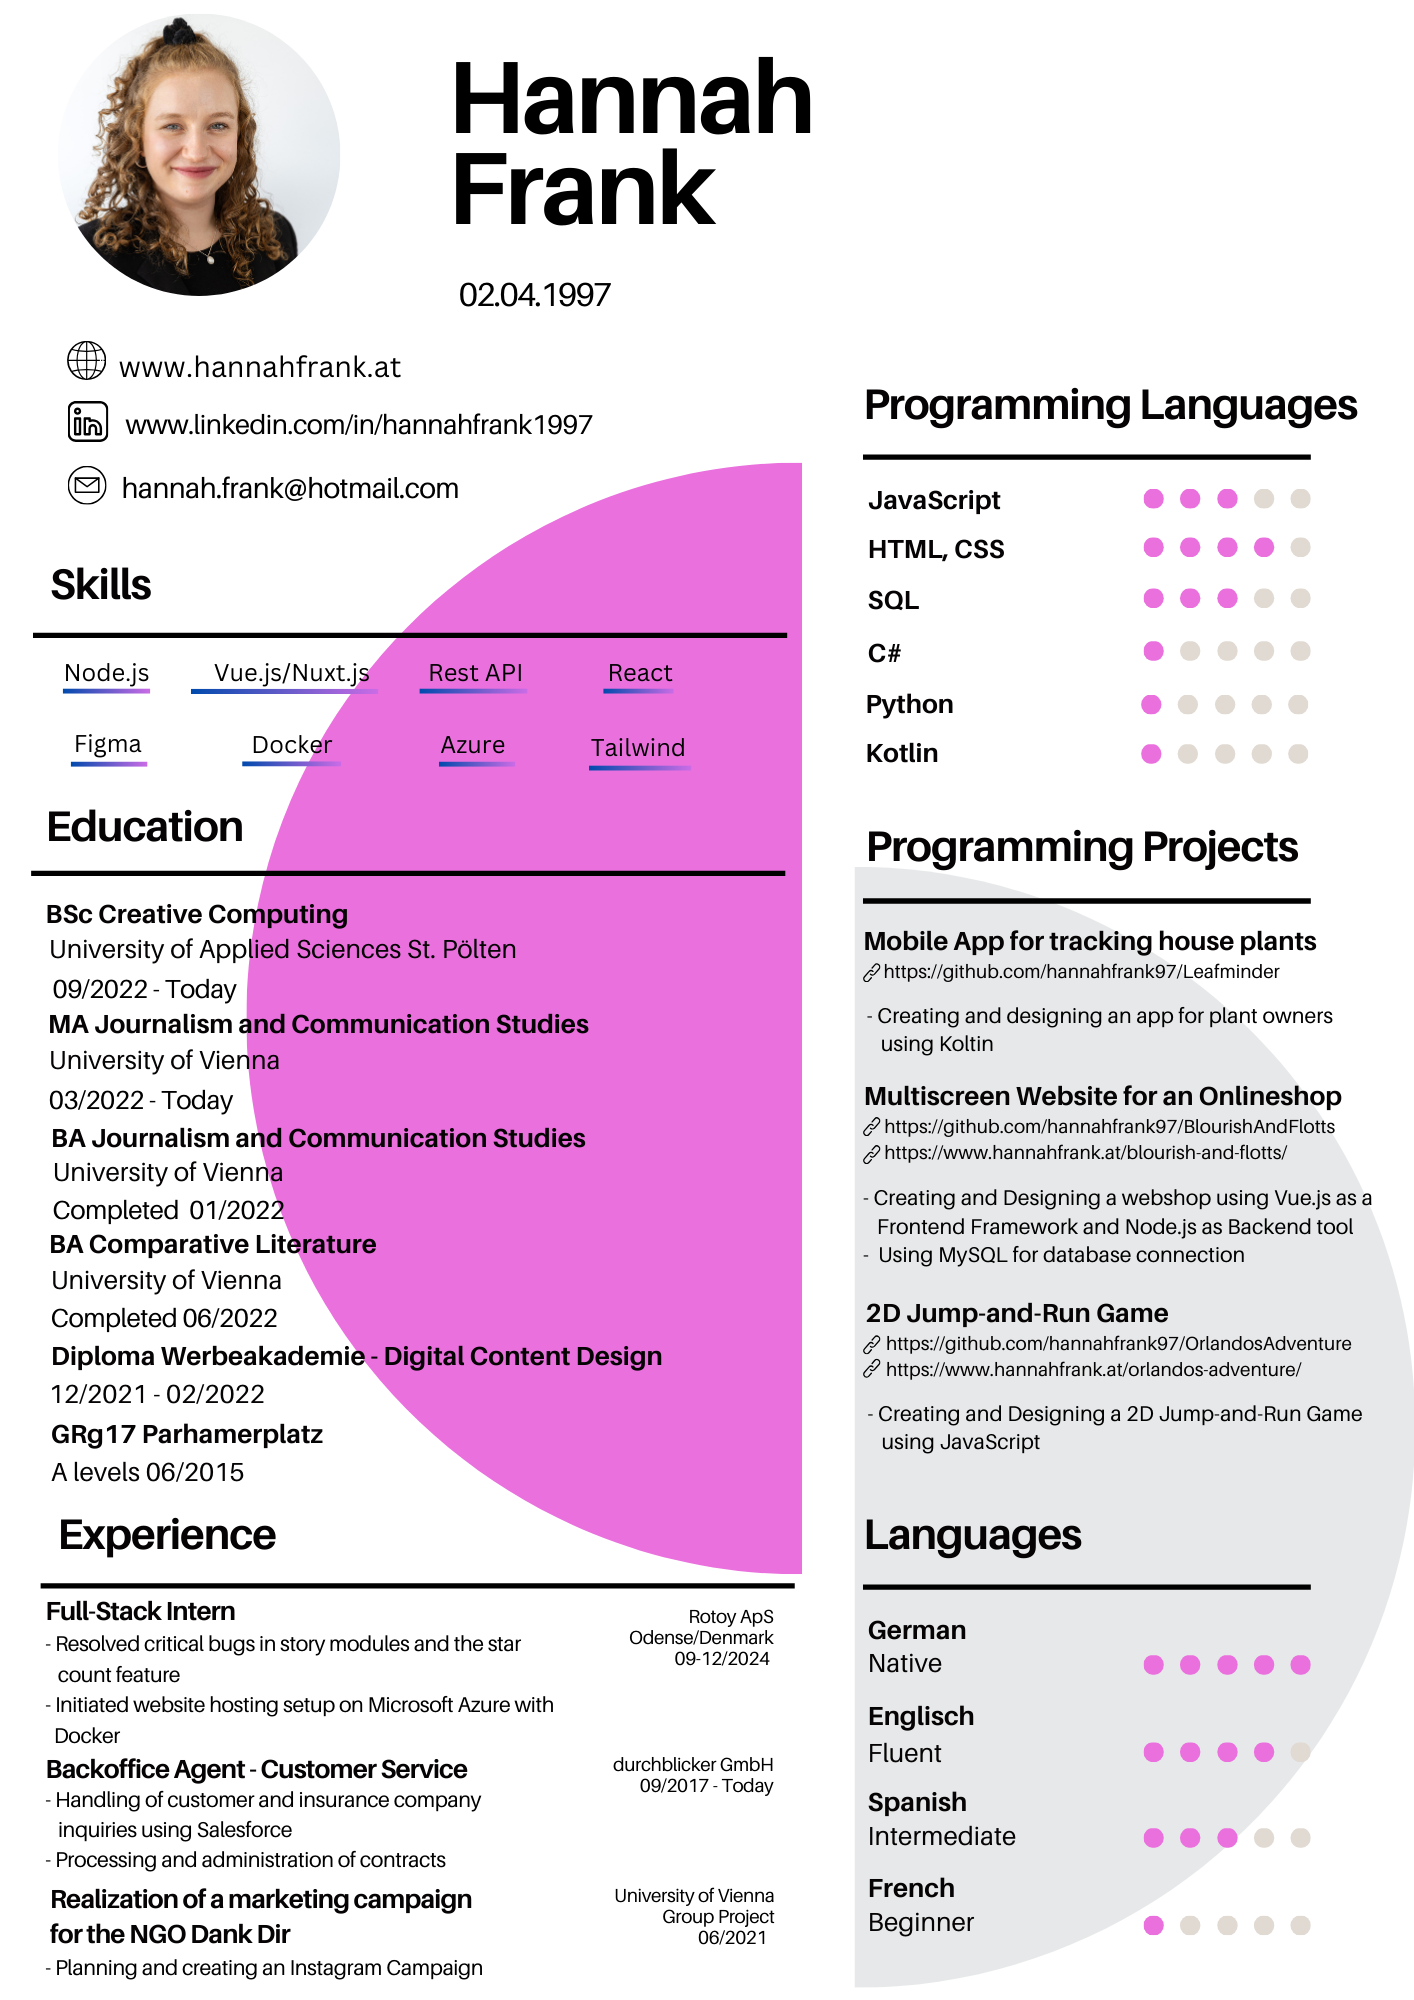 Hannah
Frank
02.04.1997
www.hannahfrank.at
www.linkedin.com/in/hannahfrank1997
hannah.frank@hotmail.com
Skills
Node.js
Vue.js/Nuxt.js
Rest API
React
Figma
Docker
Azure
Tailwind
Education
BSc Creative Computing
University of Applied Sciences St. Pölten
09/2022 - Today
MA Journalism and Communication Studies
University of Vienna
03/2022 - Today
BA Journalism and Communication Studies
University of Vienna
Completed 01/2022
BA Comparative Literature
University of Vienna
Completed 06/2022
Diploma Werbeakademie - Digital Content Design
12/2021 - 02/2022
GRg17 Parhamerplatz
A levels 06/2015
Experience
Full-Stack Intern
- Resolved critical bugs in story modules and the star
count feature
- Initiated website hosting setup on Microsoft Azure with
Docker
Rotoy ApS
Odense/Denmark
09-12/2024
Backoffice Agent - Customer Service
- Handling of customer and insurance company
inquiries using Salesforce
- Processing and administration of contracts
durchblicker GmbH
09/2017 - Today
Realization of a marketing campaign
for the NGO Dank Dir
- Planning and creating an Instagram Campaign
University of Vienna
Group Project
06/2021
Programming Languages
JavaScript
HTML, CSS
SQL
C#
Python
Kotlin
Programming Projects
Mobile App for tracking house plants
https://github.com/hannahfrank97/Leafminder
- Creating and designing an app for plant owners
using Koltin
Multiscreen Website for an Onlineshop
https://github.com/hannahfrank97/BlourishAndFlotts
https://www.hannahfrank.at/blourish-and-flotts/
- Creating and Designing a webshop using Vue.js as a
Frontend Framework and Node.js as Backend tool
- Using MySQL for database connection
2D Jump-and-Run Game
https://github.com/hannahfrank97/OrlandosAdventure
https://www.hannahfrank.at/orlandos-adventure/
- Creating and Designing a 2D Jump-and-Run Game
using JavaScript
Languages
German
Native
Englisch
Fluent
Spanish
Intermediate
French
Beginner